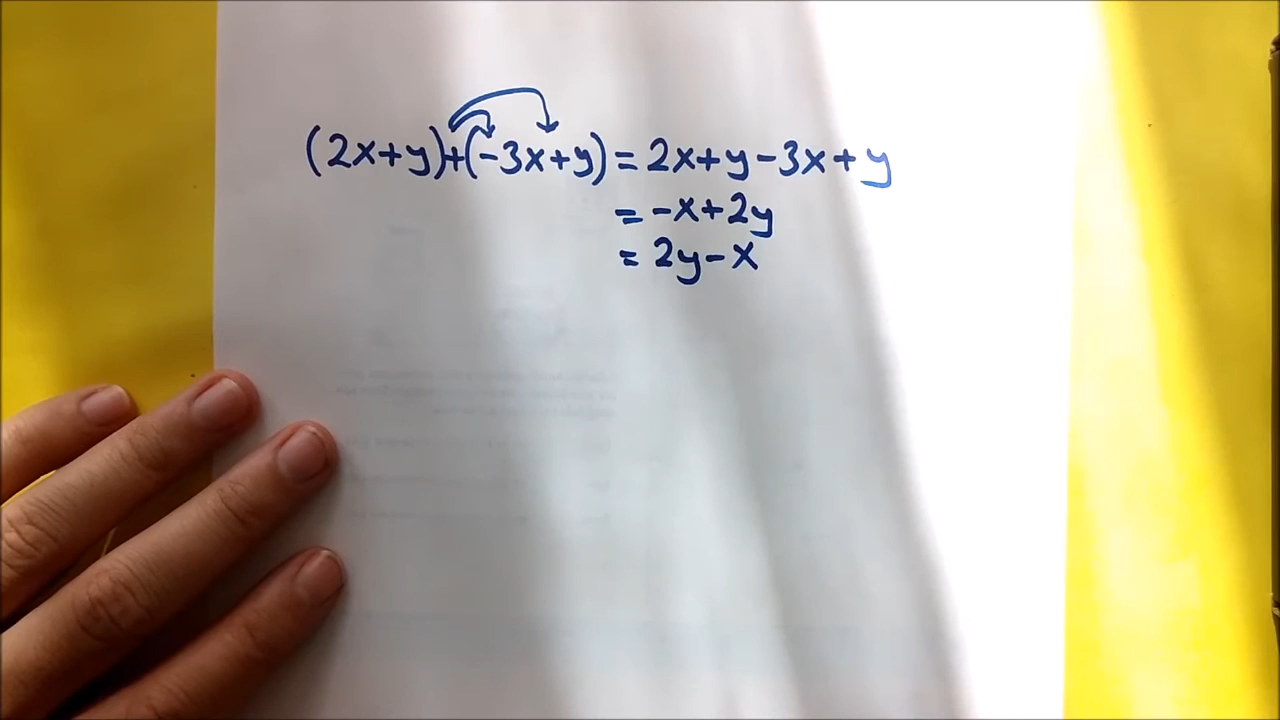 (2x+y)+(-3x+y) = 2x+y-3x+y
= -x+2y
= 2y-x